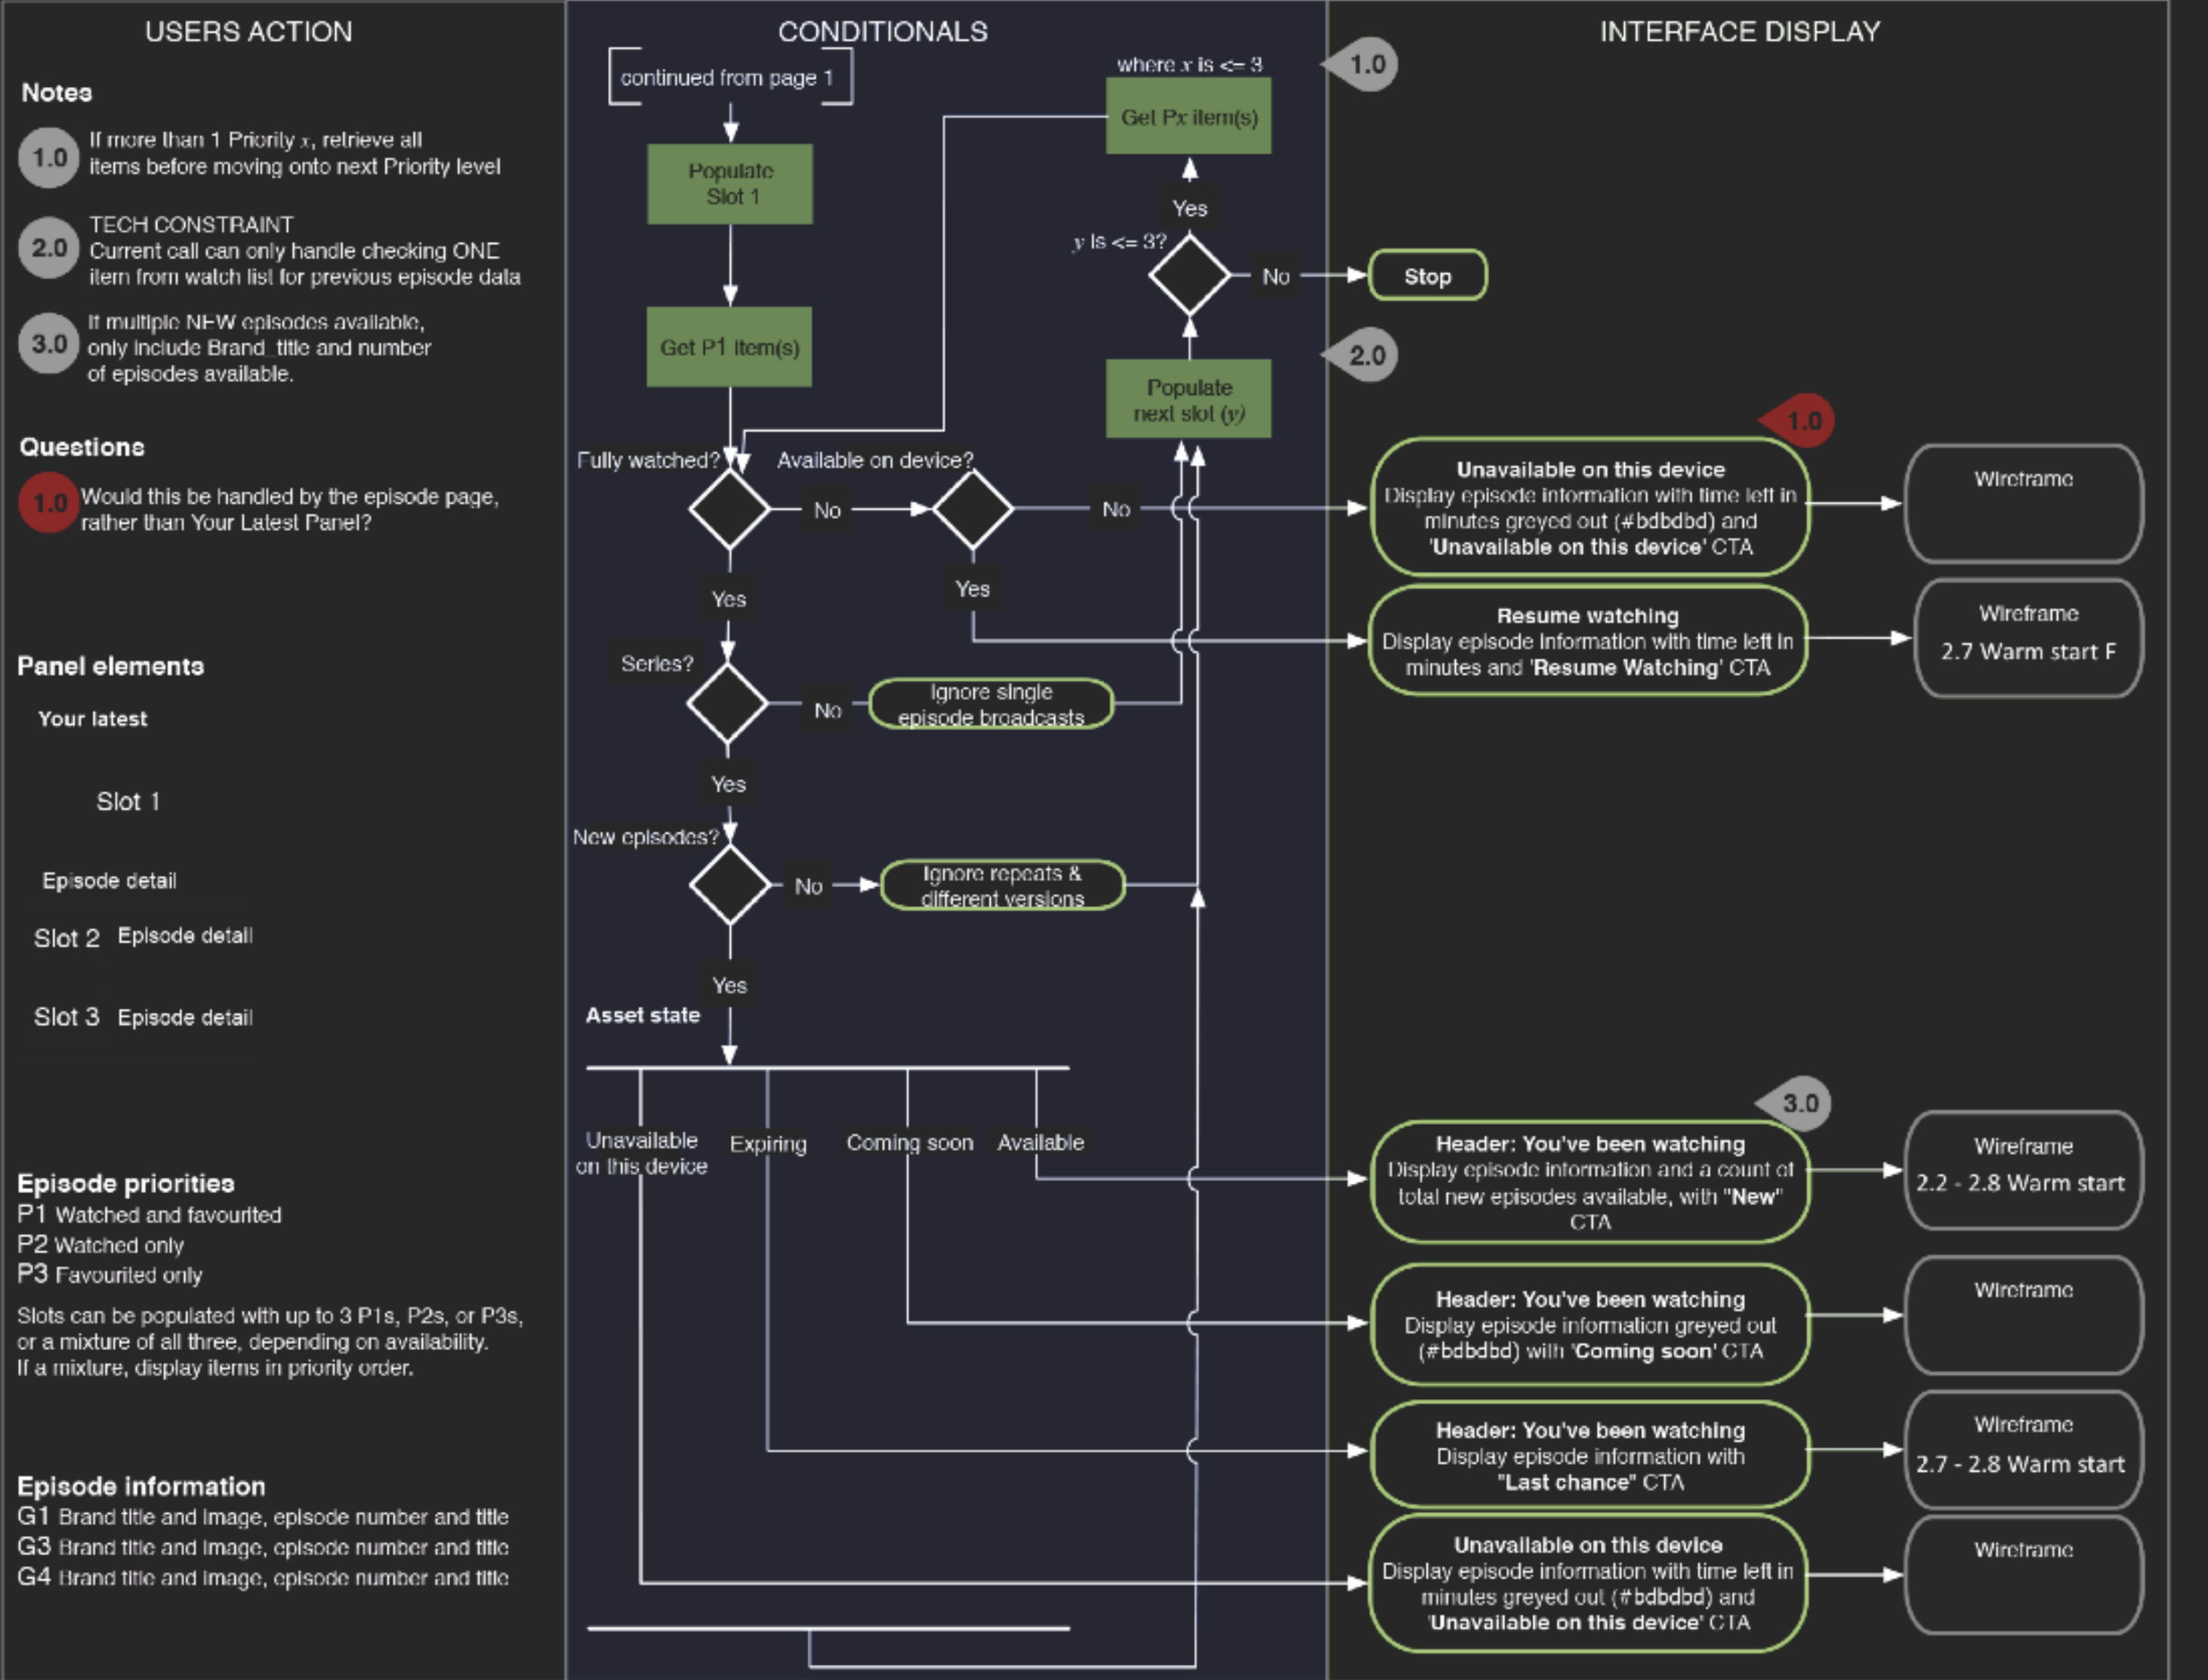 USERS ACTION
Notes
1.0
If more than 1 Priority x, retrieve all
items before moving onto next Priority level
2.0
TECH CONSTRAINT
Current call can only handle checking ONE
item from watch list for previous episode data
3.0
If multiple NEW episodes available,
only include Brand_title and number
of episodes available.
Questions
1.0
Would this be handled by the episode page,
rather than Your Latest Panel?
Panel elements
Your latest
Slot 1
Episode detail
Slot 2 Episode detail
Slot 3 Episode detail
Episode priorities
P1 Watched and favourited
P2 Watched only
P3 Favourited only
Slots can be populated with up to 3 P1s, P2s, or P3s,
or a mixture of all three, depending on availability.
If a mixture, display items in priority order.
Episode information
G1 Brand title and image, episode number and title
G3 Brand title and image, episode number and title
G4 Brand title and image, episode number and title
CONDITIONALS
continued from page 1
Populate
Slot 1
Get P1 item(s)
where x is <= 3
Get Px item(s)
Yes
y is <= 3?
No
Populate
next slot (y)
Fully watched?
No
Available on device?
No
Yes
Yes
Series?
No
Ignore single
episode broadcasts
Yes
New episodes?
No
Ignore repeats &
different versions
Yes
Asset state
Unavailable
on this device
Expiring
Coming soon
Available
INTERFACE DISPLAY
1.0
Stop
2.0
1.0
Unavailable on this device
Display episode information with time left in
minutes greyed out (#bdbdbd) and
'Unavailable on this device' CTA
Wireframe
Resume watching
Display episode information with time left in
minutes and 'Resume Watching' CTA
Wireframe
2.7 Warm start F
3.0
Header: You've been watching
Display episode information and a count of
total new episodes available, with "New"
CTA
Wireframe
2.2 - 2.8 Warm start
Header: You've been watching
Display episode information greyed out
(#bdbdbd) with 'Coming soon' CTA
Wireframe
Header: You've been watching
Display episode information with
"Last chance" CTA
Wireframe
2.7 - 2.8 Warm start
Unavailable on this device
Display episode information with time left in
minutes greyed out (#bdbdbd) and
'Unavailable on this device' CTA
Wireframe